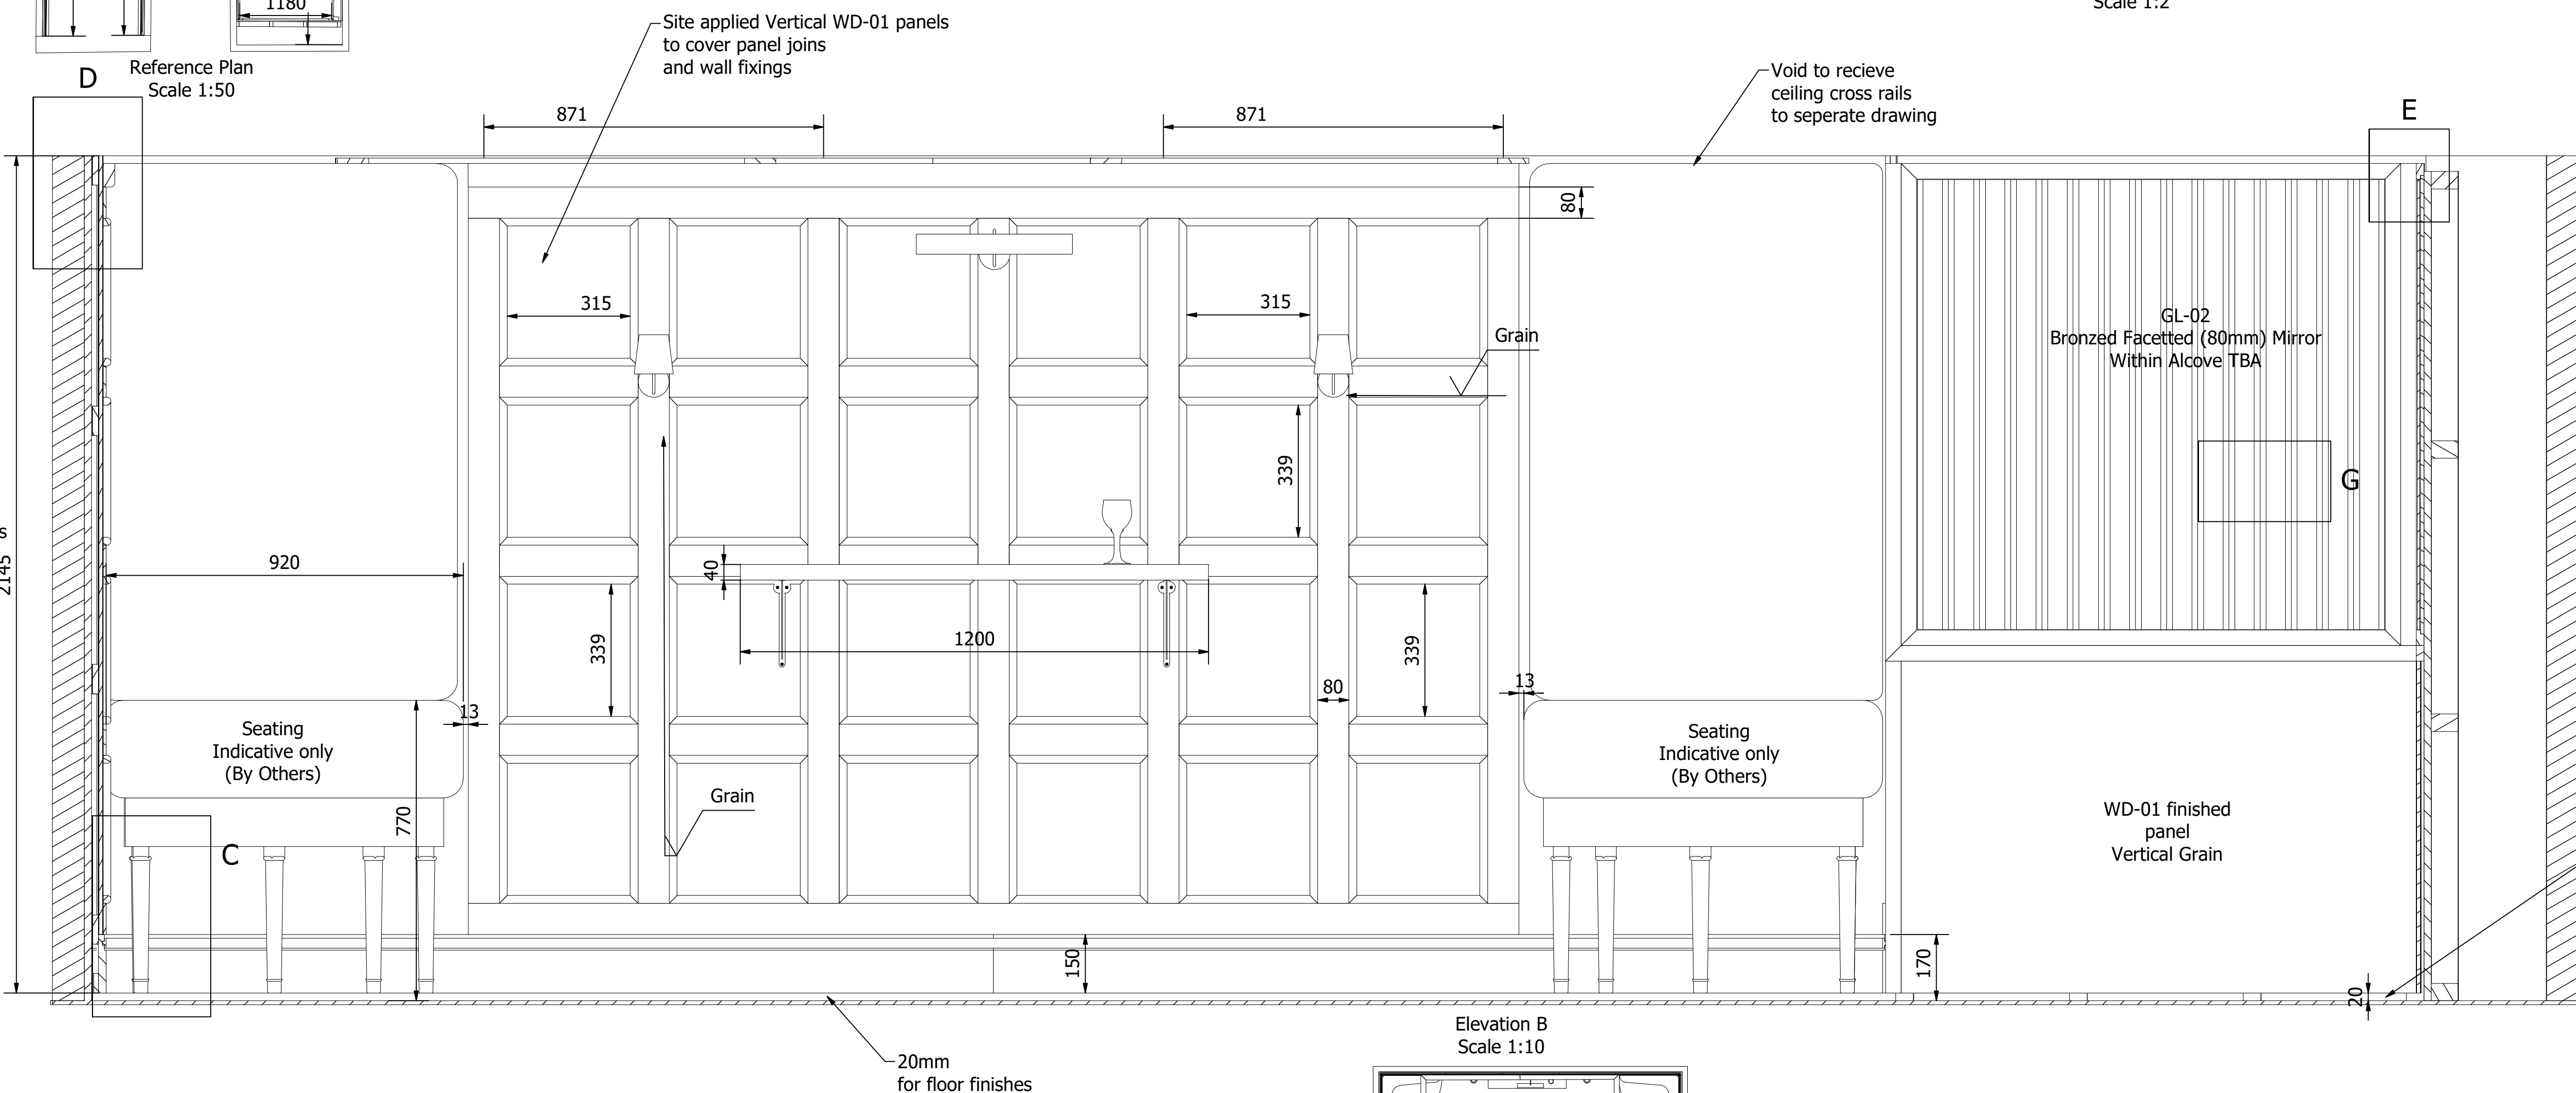 Scale 1:2
1180
Site applied Vertical WD-01 panels
to cover panel joins
and wall fixings
Reference Plan
Scale 1:50
D
Void to recieve
ceiling cross rails
to seperate drawing
E
871
871
80
315
315
Grain
GL-02
Bronzed Facetted (80mm) Mirror
Within Alcove TBA
339
G
s
2145
920
40
339
1200
339
80
13
13
Seating
Indicative only
(By Others)
Seating
Indicative only
(By Others)
770
Grain
C
WD-01 finished
panel
Vertical Grain
150
170
20
Elevation B
Scale 1:10
20mm
for floor finishes